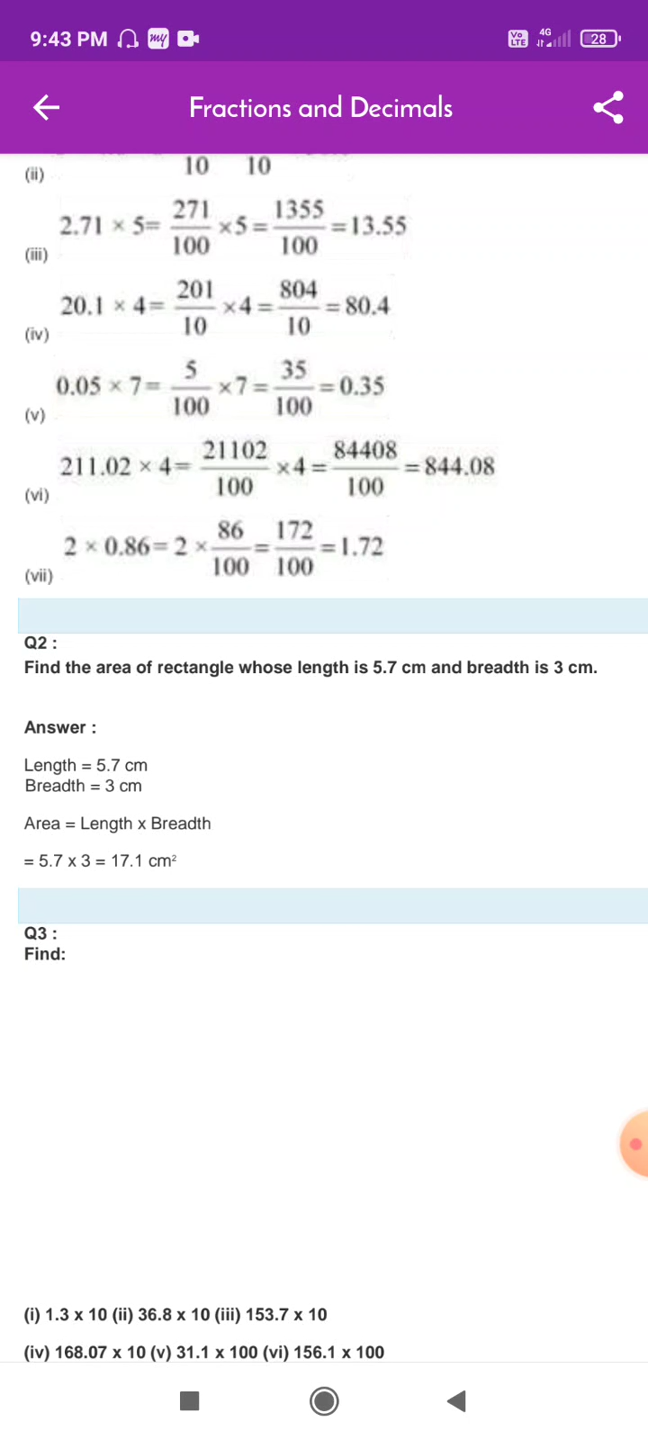 9:43 PM my Vo LTE 4G 28
Fractions and Decimals
(ii) 10 10
(iii) 2.71 × 5= 271/100 ×5= 1355/100 =13.55
(iv) 20.1 × 4= 201/10 ×4= 804/10 =80.4
(v) 0.05 × 7= 5/100 ×7= 35/100 =0.35
(vi) 211.02 × 4= 21102/100 ×4= 84408/100 =844.08
(vii) 2 × 0.86= 2 × 86/100 = 172/100 =1.72
Q2 :
Find the area of rectangle whose length is 5.7 cm and breadth is 3 cm.
Answer :
Length = 5.7 cm
Breadth = 3 cm
Area = Length x Breadth
= 5.7 x 3 = 17.1 cm²
Q3 :
Find:
(i) 1.3 x 10 (ii) 36.8 x 10 (iii) 153.7 x 10
(iv) 168.07 x 10 (v) 31.1 x 100 (vi) 156.1 x 100